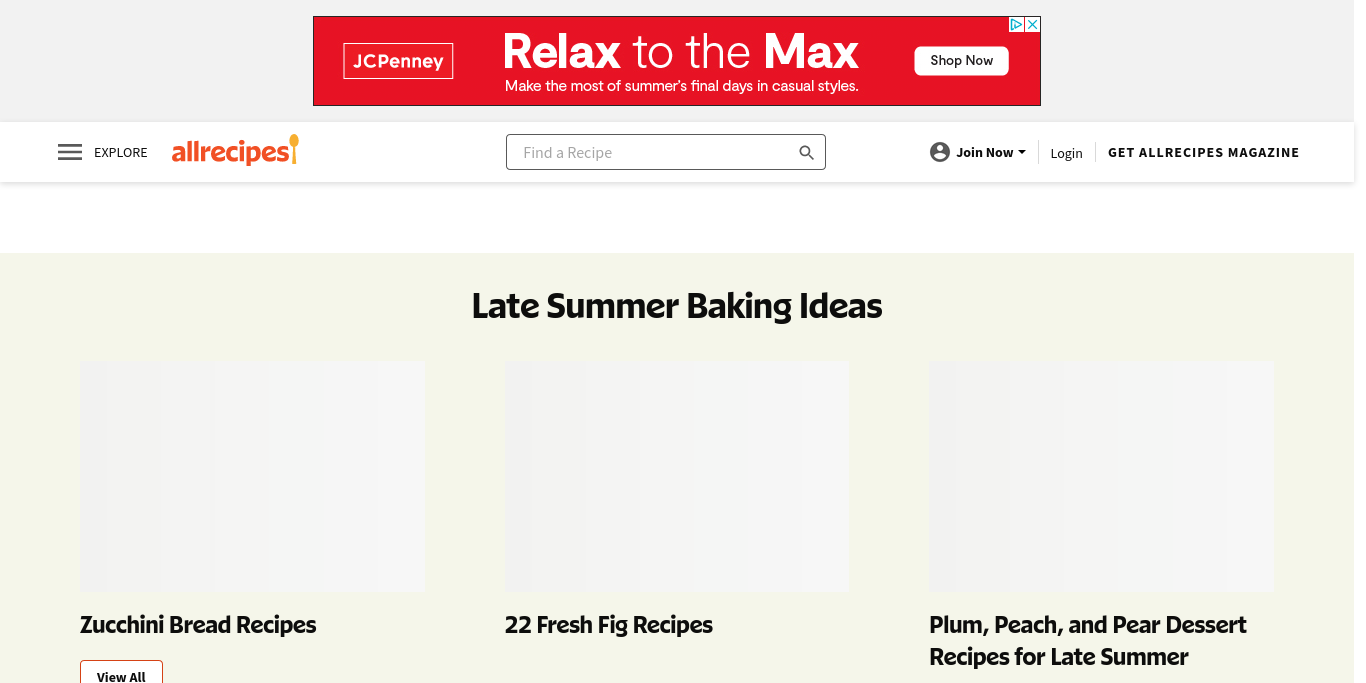 JCPenney
Relax to the Max
Make the most of summer's final days in casual styles.
Shop Now
EXPLORE
allrecipes
Find a Recipe
Join Now
Login
GET ALLRECIPES MAGAZINE
Late Summer Baking Ideas
Zucchini Bread Recipes
22 Fresh Fig Recipes
Plum, Peach, and Pear Dessert
Recipes for Late Summer
View All